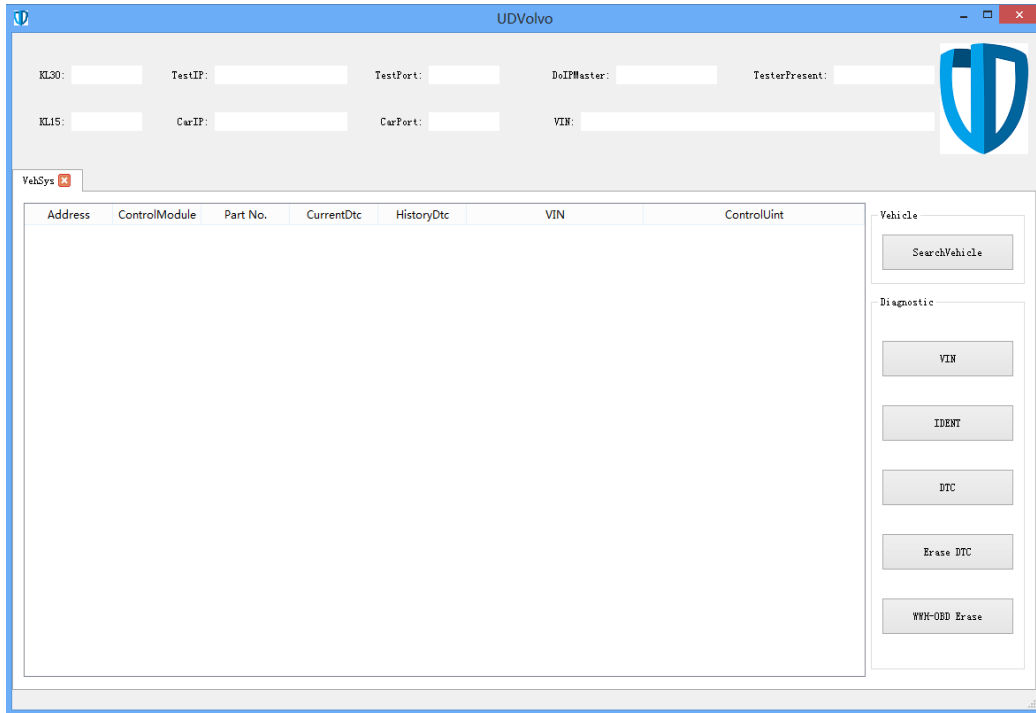 UDVolvo
KL30: TestIP: TestPort: DoIPMaster: TesterPresent:
KL15: CarIP: CarPort: VIN:
VehSys
Address ControlModule Part No. CurrentDtc HistoryDtc VIN ControlUint
Vehicle
SearchVehicle
Diagnostic
VIN
IDENT
DTC
Erase DTC
WWH-OBD Erase